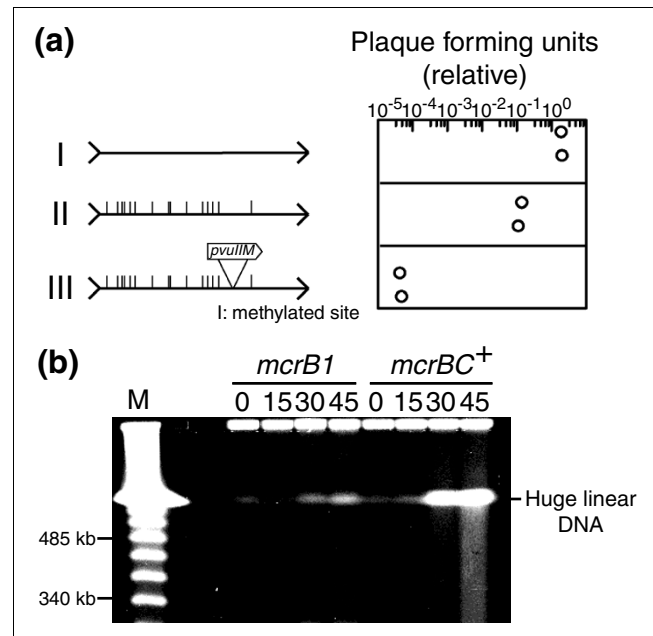 (a)
Plaque forming units
(relative)
10-5 10-4 10-3 10-2 10-1 100
I
II
pvuIIM
III
I: methylated site
(b)
mcrB1 mcrBC+
M 0 15 30 45 0 15 30 45
Huge linear
DNA
485 kb
340 kb